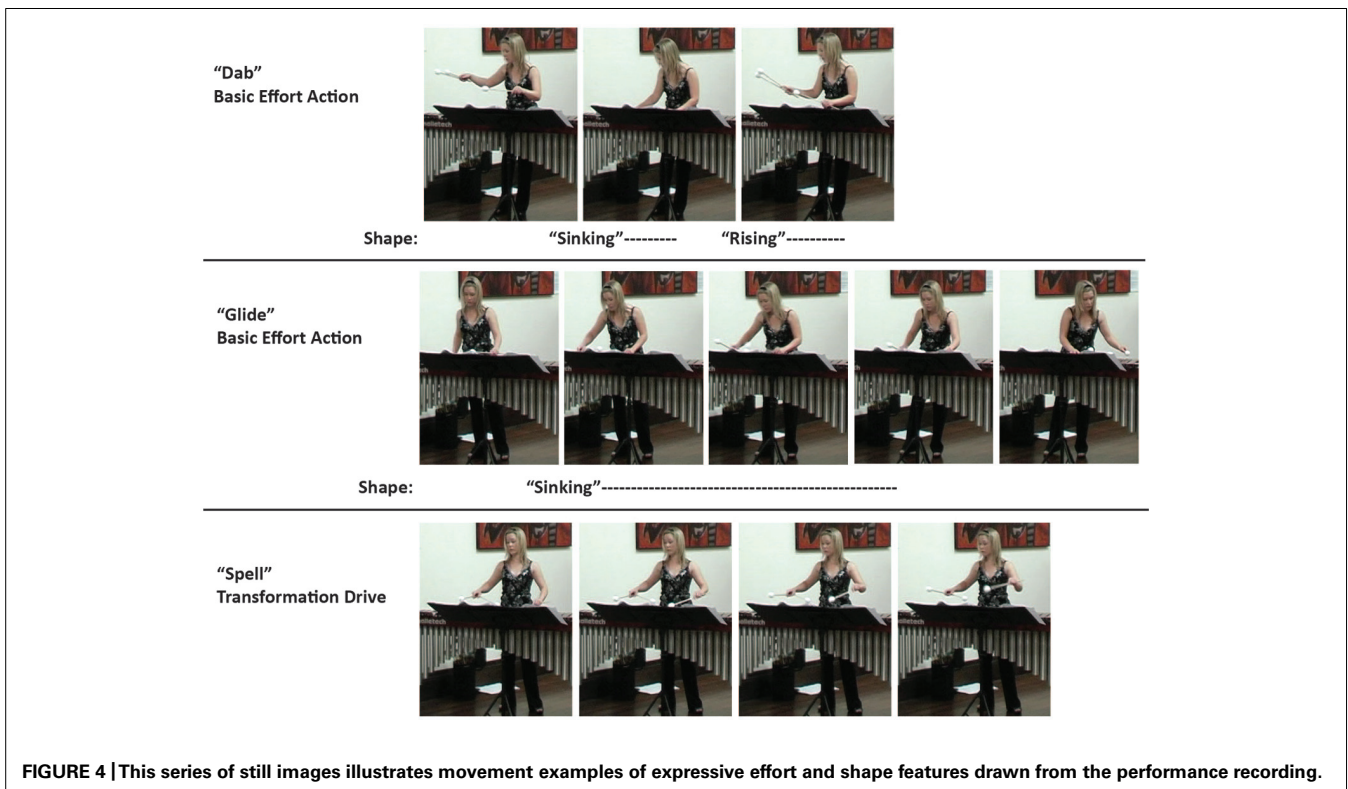 “Dab”
Basic Effort Action
Shape: “Sinking”--------- “Rising”----------
“Glide”
Basic Effort Action
Shape: “Sinking”--------------------------------------------------
“Spell”
Transformation Drive
FIGURE 4 | This series of still images illustrates movement examples of expressive effort and shape features drawn from the performance recording.